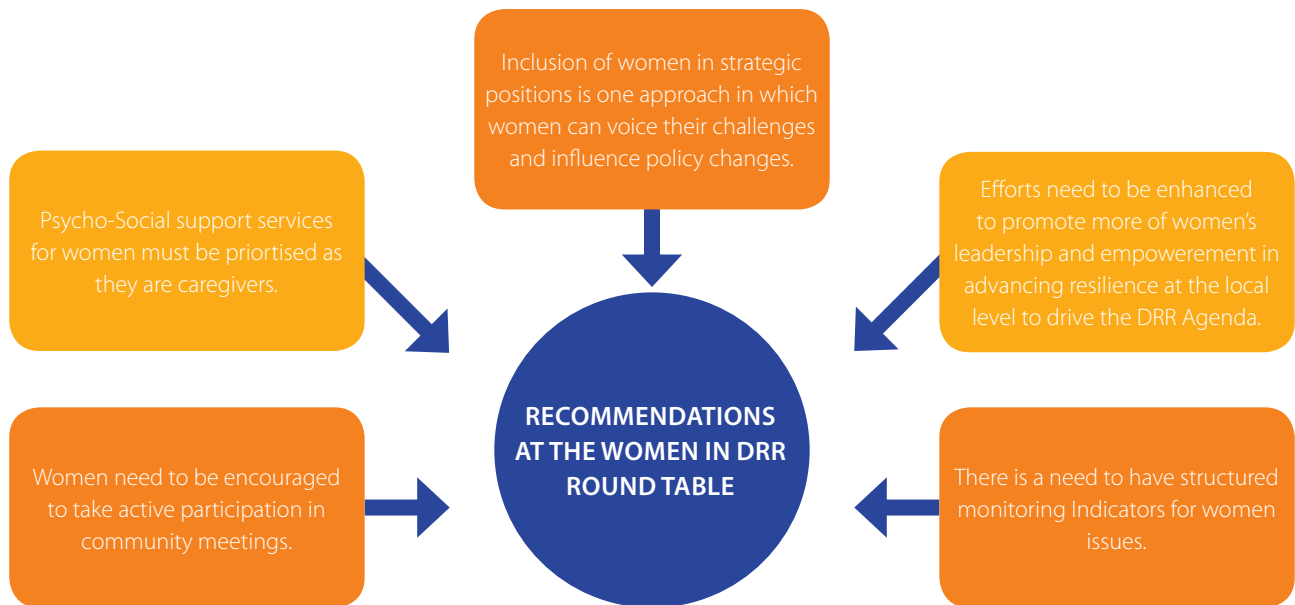 Inclusion of women in strategic
positions is one approach in which
women can voice their challenges
and influence policy changes.
Psycho-Social support services
for women must be priortised as
they are caregivers.
Efforts need to be enhanced
to promote more of women's
leadership and empowerement in
advancing resilience at the local
level to drive the DRR Agenda.
RECOMMENDATIONS
AT THE WOMEN IN DRR
ROUND TABLE
Women need to be encouraged
to take active participation in
community meetings.
There is a need to have structured
monitoring Indicators for women
issues.